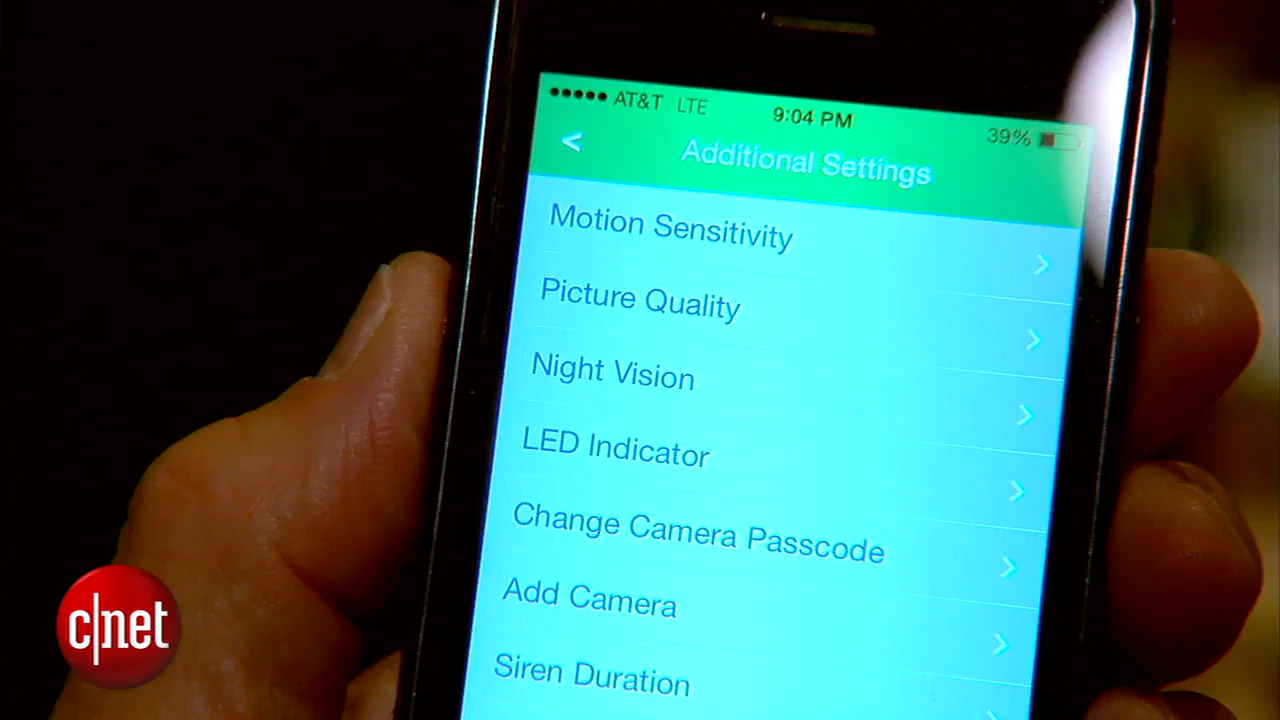 ●●●●● AT&T LTE 9:04 PM 39%
< Additional Settings
Motion Sensitivity >
Picture Quality >
Night Vision >
LED Indicator >
Change Camera Passcode >
Add Camera >
Siren Duration >
c|net